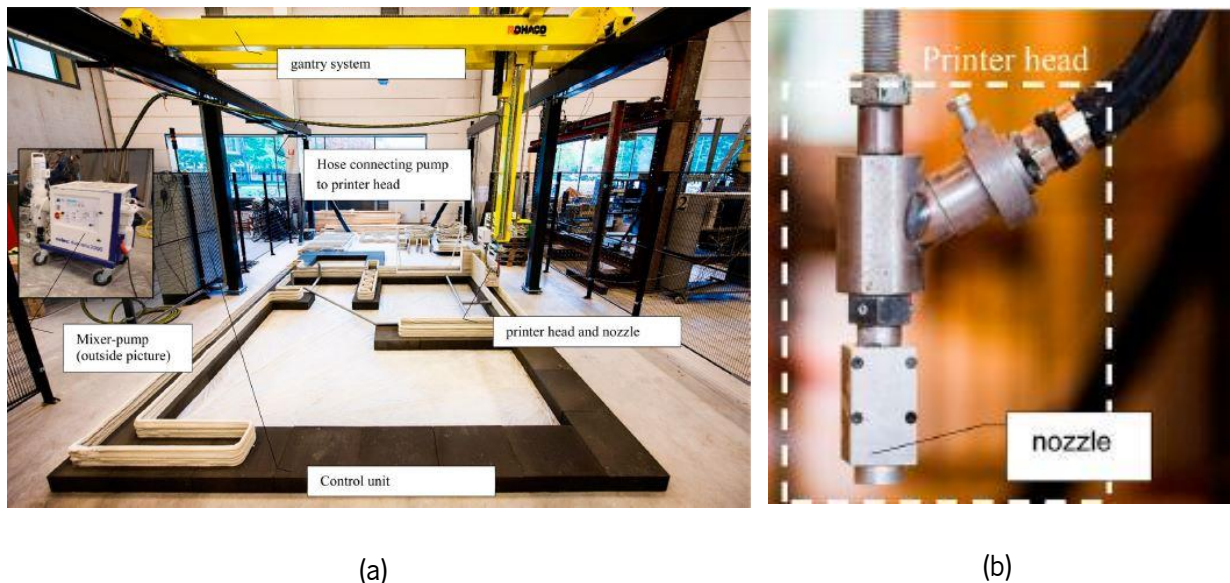 ROHACO
gantry system
Hose connecting pump
to printer head
printer head and nozzle
Mixer-pump
(outside picture)
Control unit
Printer head
nozzle
(a)
(b)